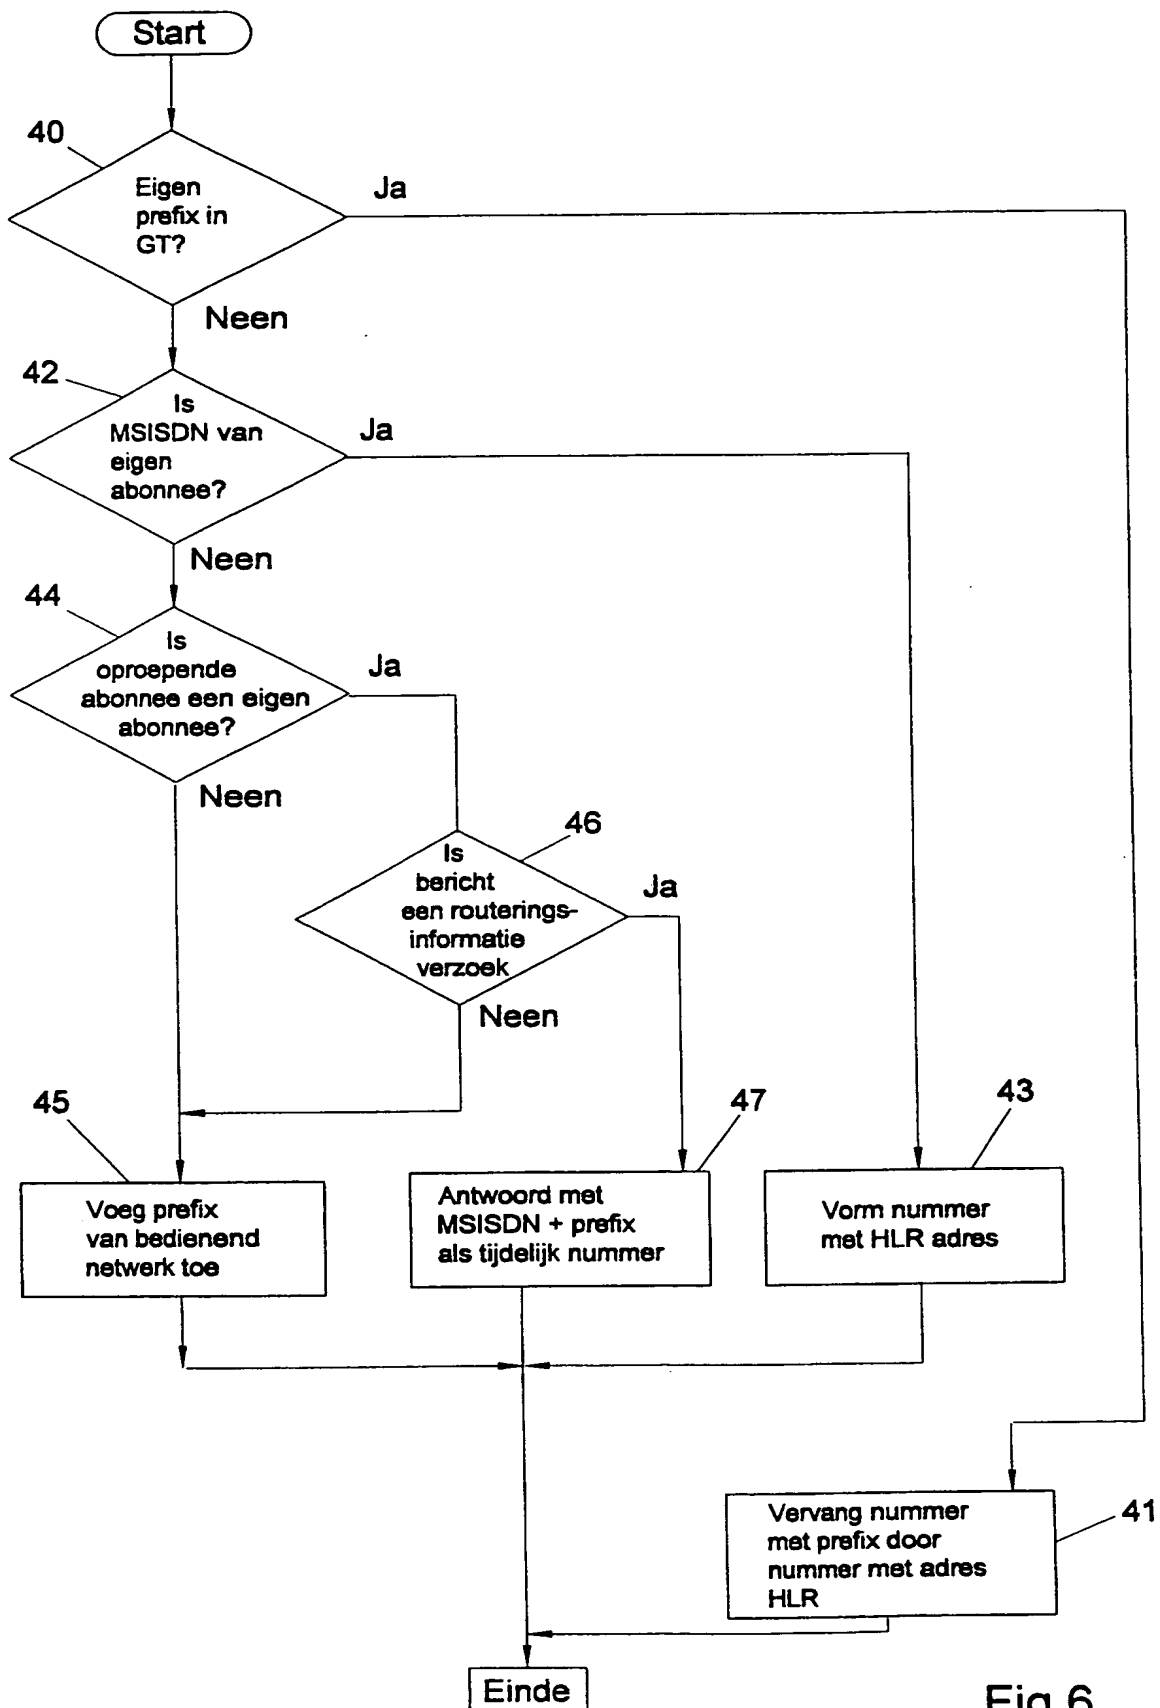 Start
40
Eigen
prefix in
GT?
Ja
Neen
42
Is
MSISDN van
eigen
abonnee?
Ja
Neen
44
Is
oproepende
abonnee een eigen
abonnee?
Ja
Neen
46
Is
bericht
een routerings-
informatie
verzoek
Ja
Neen
45
Voeg prefix
van bedienend
netwerk toe
47
Antwoord met
MSISDN + prefix
als tijdelijk nummer
43
Vorm nummer
met HLR adres
41
Vervang nummer
met prefix door
nummer met adres
HLR
Einde
Fig.6